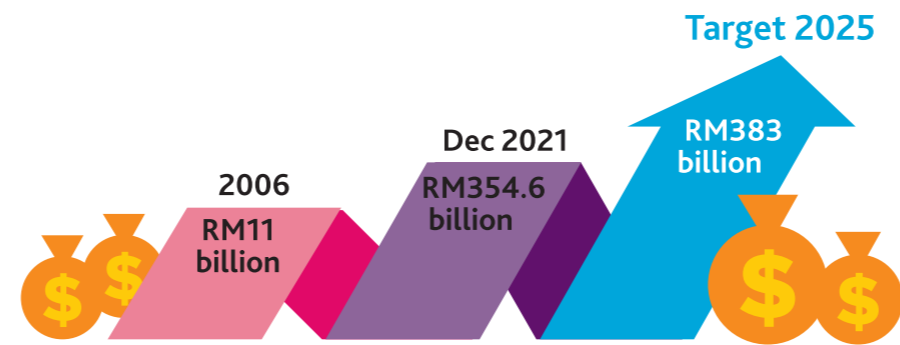 Target 2025
RM383
billion
Dec 2021
RM354.6
billion
2006
RM11
billion
$
$
$
$